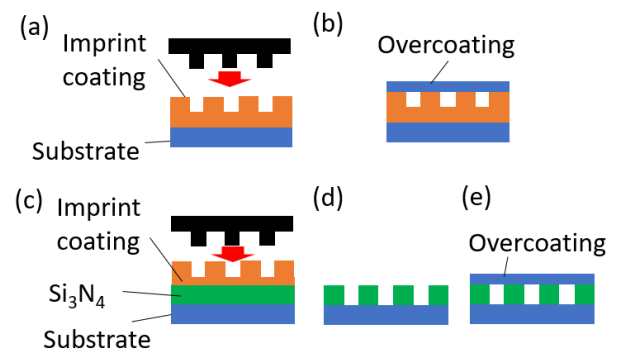 (a)
Imprint
coating
Substrate
(b)
Overcoating
(c)
Imprint
coating
Si₃N₄
Substrate
(d)
(e)
Overcoating